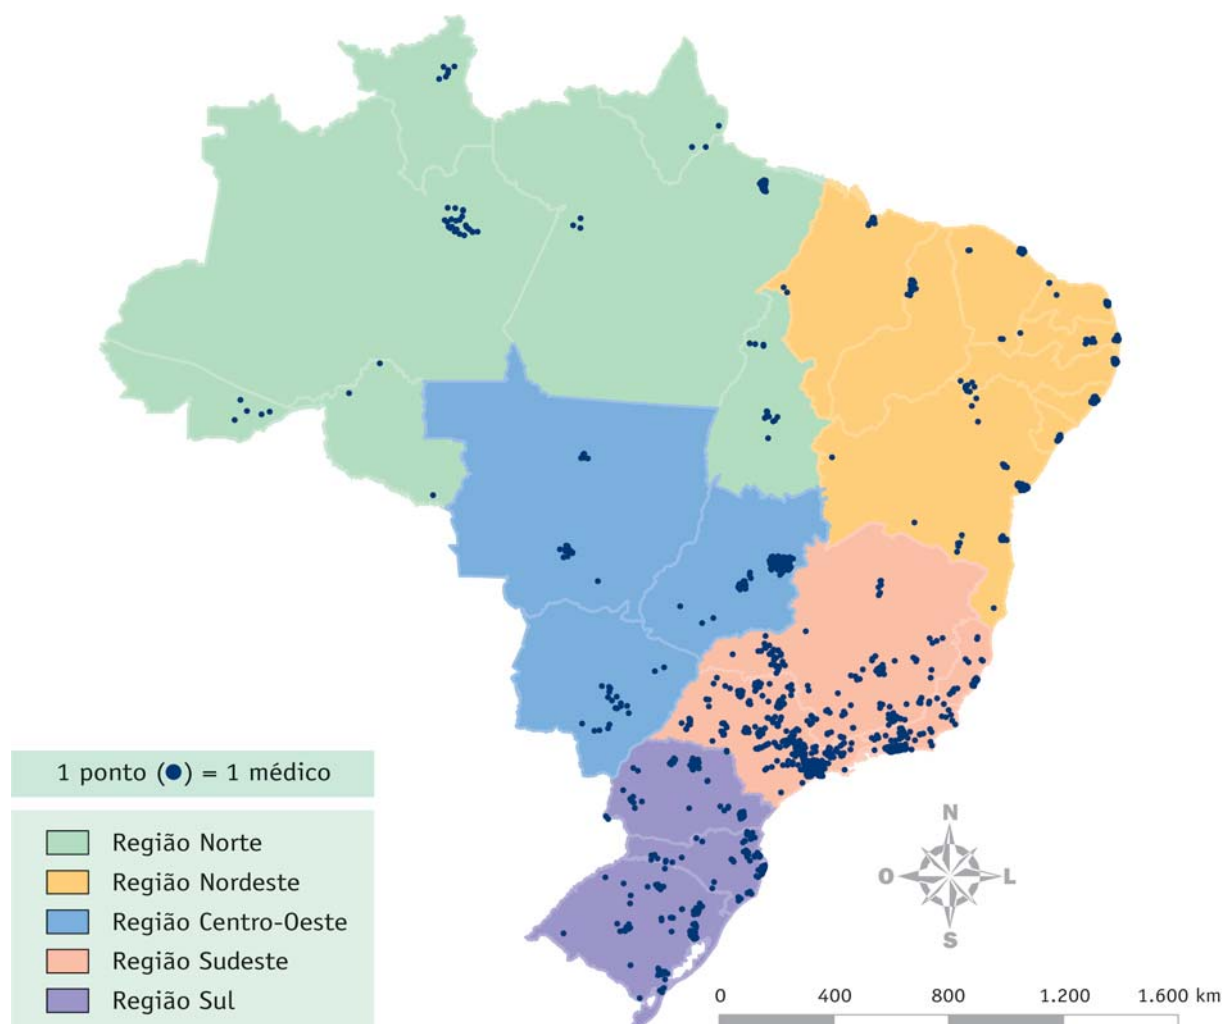 1 ponto (●) = 1 médico
Região Norte
Região Nordeste
Região Centro-Oeste
Região Sudeste
Região Sul
N
O L
S
0 400 800 1.200 1.600 km